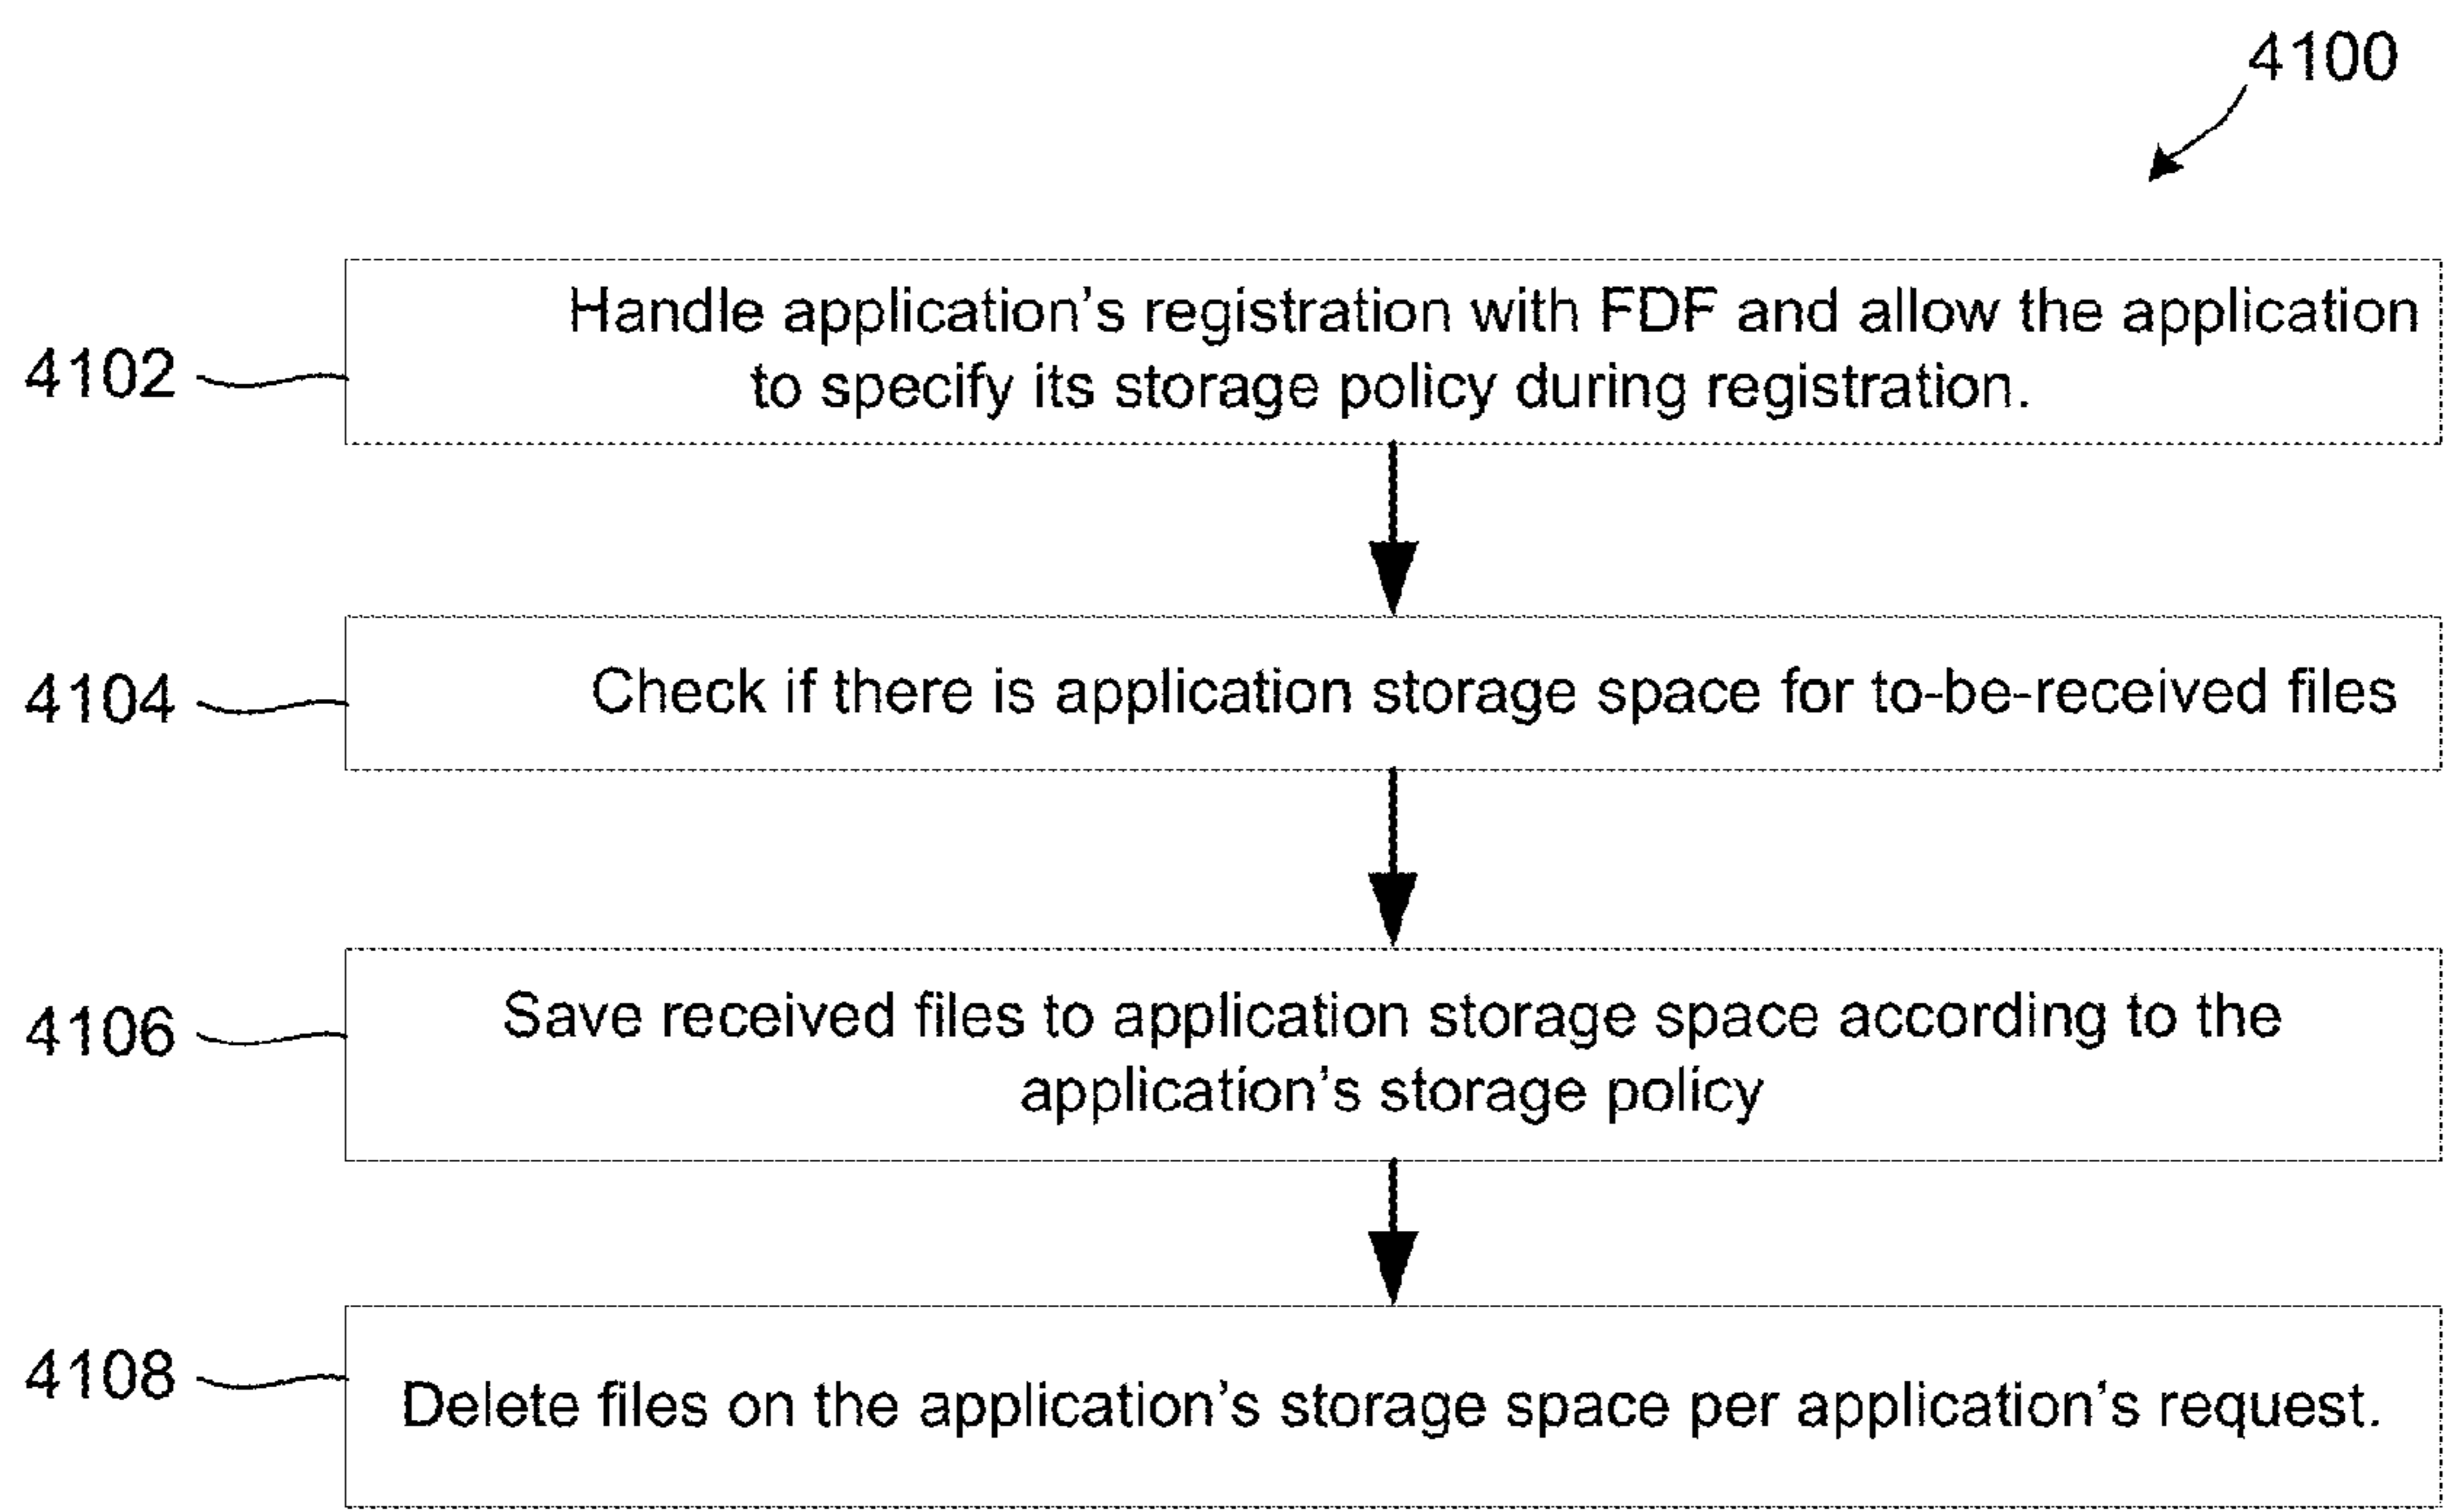 4100
4102
Handle application's registration with FDF and allow the application
to specify its storage policy during registration.
4104
Check if there is application storage space for to-be-received files
4106
Save received files to application storage space according to the
application's storage policy
4108
Delete files on the application's storage space per application's request.